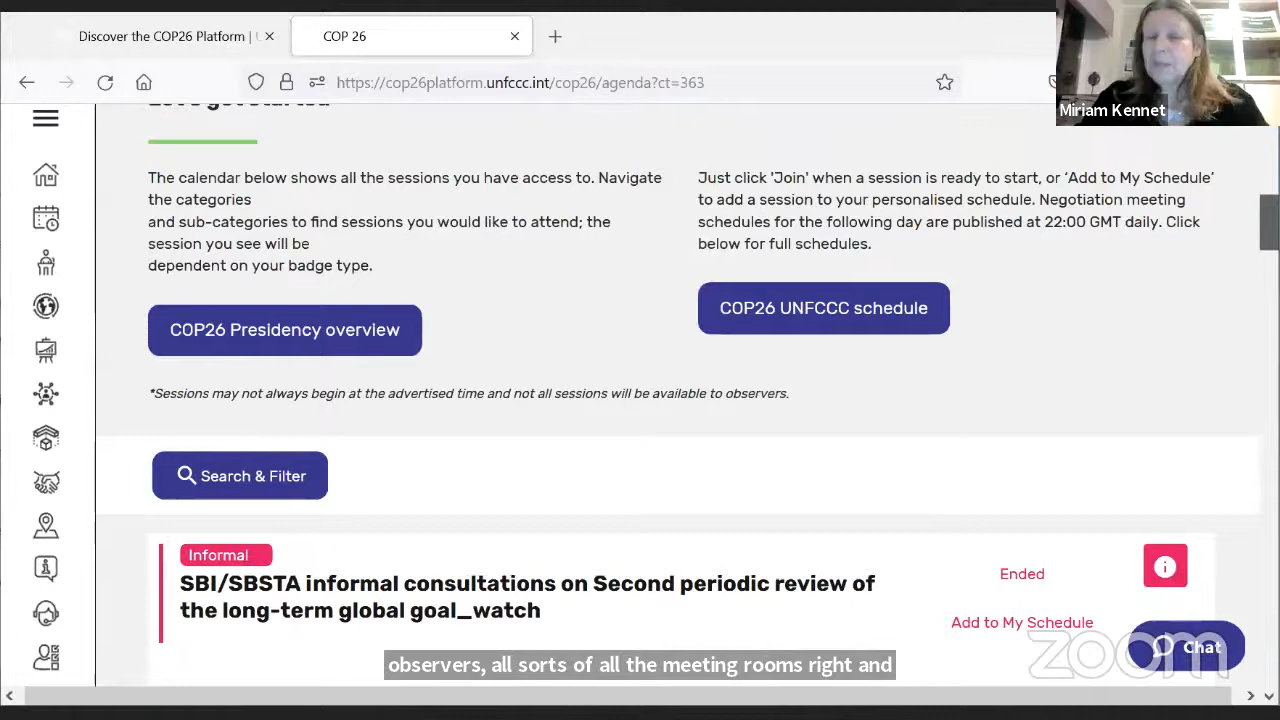 Discover the COP26 Platform |
COP 26
https://cop26platform.unfccc.int/cop26/agenda?ct=363
Miriam Kennet
Let's get started
The calendar below shows all the sessions you have access to. Navigate
the categories
and sub-categories to find sessions you would like to attend; the
session you see will be
dependent on your badge type.
Just click 'Join' when a session is ready to start, or ‘Add to My Schedule’
to add a session to your personalised schedule. Negotiation meeting
schedules for the following day are published at 22:00 GMT daily. Click
below for full schedules.
COP26 Presidency overview
COP26 UNFCCC schedule
*Sessions may not always begin at the advertised time and not all sessions will be available to observers.
Search & Filter
Informal
SBI/SBSTA informal consultations on Second periodic review of
the long-term global goal_watch
Ended
Add to My Schedule
Chat
zoom
observers, all sorts of all the meeting rooms right and